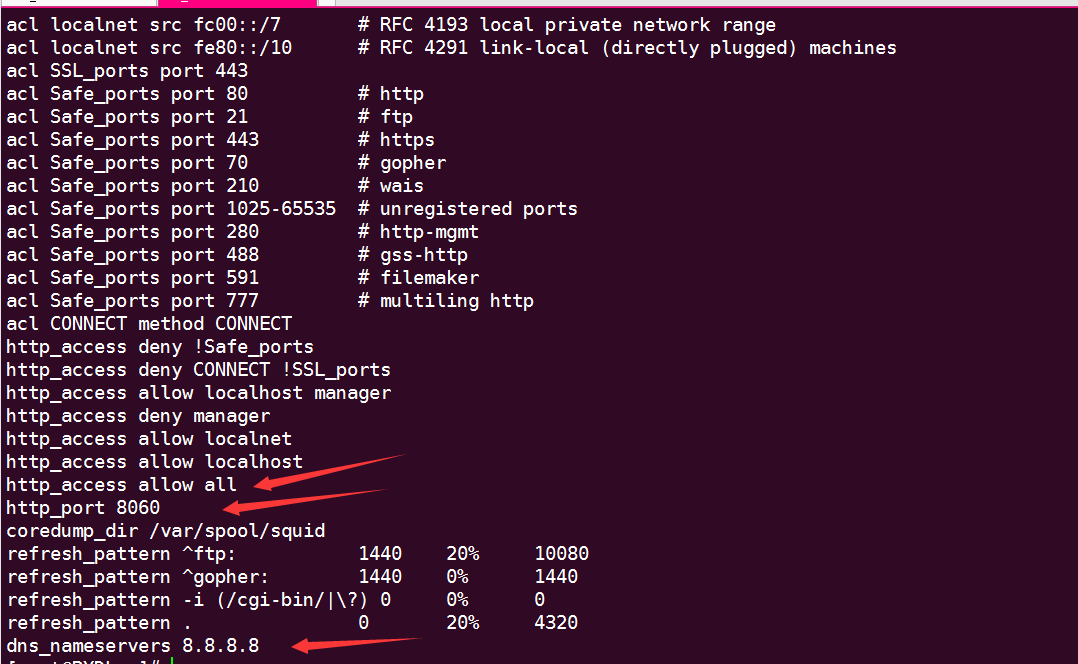 acl localnet src fc00::/7 # RFC 4193 local private network range
acl localnet src fe80::/10 # RFC 4291 link-local (directly plugged) machines
acl SSL_ports port 443
acl Safe_ports port 80 # http
acl Safe_ports port 21 # ftp
acl Safe_ports port 443 # https
acl Safe_ports port 70 # gopher
acl Safe_ports port 210 # wais
acl Safe_ports port 1025-65535 # unregistered ports
acl Safe_ports port 280 # http-mgmt
acl Safe_ports port 488 # gss-http
acl Safe_ports port 591 # filemaker
acl Safe_ports port 777 # multiling http
acl CONNECT method CONNECT
http_access deny !Safe_ports
http_access deny CONNECT !SSL_ports
http_access allow localhost manager
http_access deny manager
http_access allow localnet
http_access allow localhost
http_access allow all
http_port 8060
coredump_dir /var/spool/squid
refresh_pattern ^ftp: 1440 20% 10080
refresh_pattern ^gopher: 1440 0% 1440
refresh_pattern -i (/cgi-bin/|\?) 0 0% 0
refresh_pattern . 0 20% 4320
dns_nameservers 8.8.8.8